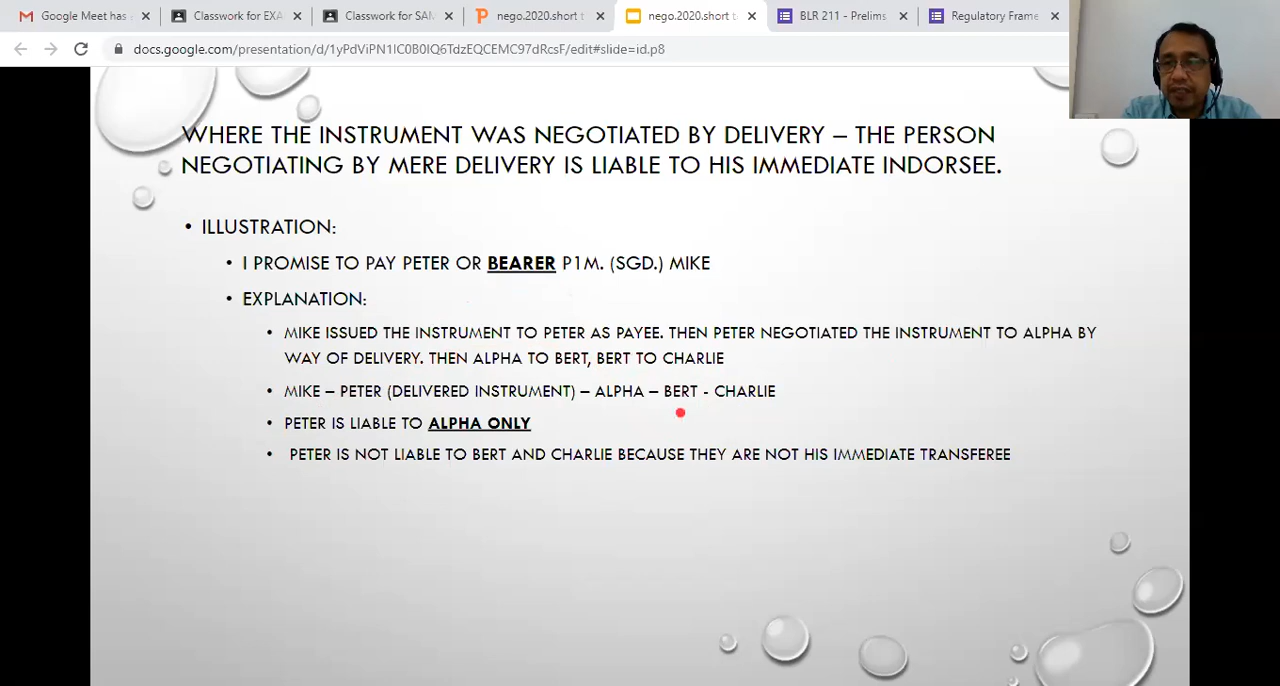 Google Meet has
Classwork for EXA
Classwork for SAM
nego.2020.short t
nego.2020.short t
BLR 211 - Prelims
Regulatory Frame
docs.google.com/presentation/d/1yPdViPN1IC0B0IQ6TdzEQCEMC97dRcsF/edit#slide=id.p8
WHERE THE INSTRUMENT WAS NEGOTIATED BY DELIVERY – THE PERSON
NEGOTIATING BY MERE DELIVERY IS LIABLE TO HIS IMMEDIATE INDORSEE.
• ILLUSTRATION:
• I PROMISE TO PAY PETER OR BEARER P1M. (SGD.) MIKE
• EXPLANATION:
• MIKE ISSUED THE INSTRUMENT TO PETER AS PAYEE. THEN PETER NEGOTIATED THE INSTRUMENT TO ALPHA BY
WAY OF DELIVERY. THEN ALPHA TO BERT, BERT TO CHARLIE
• MIKE – PETER (DELIVERED INSTRUMENT) – ALPHA – BERT - CHARLIE
• PETER IS LIABLE TO ALPHA ONLY
• PETER IS NOT LIABLE TO BERT AND CHARLIE BECAUSE THEY ARE NOT HIS IMMEDIATE TRANSFEREE